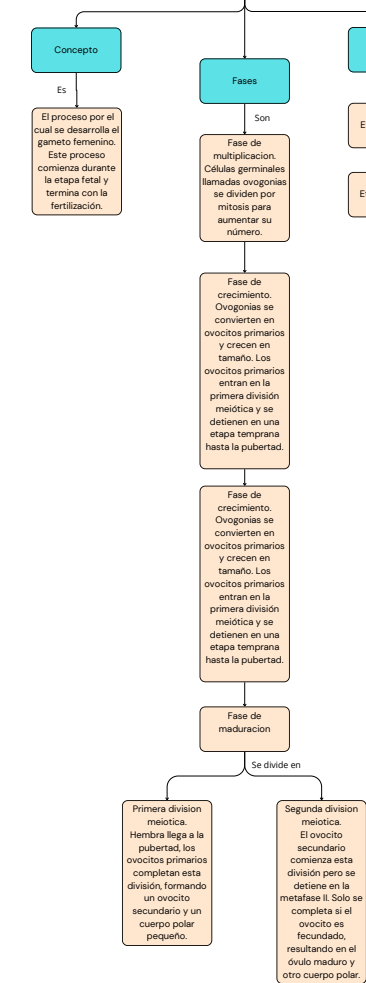 Concepto
Es
El proceso por el
cual se desarrolla el
gameto femenino.
Este proceso
comienza durante
la etapa fetal y
termina con la
fertilización.
Fases
Son
Fase de
multiplicacion.
Células germinales
llamadas ovogonias
se dividen por
mitosis para
aumentar su
número.
Fase de
crecimiento.
Ovogonias se
convierten en
ovocitos primarios
y crecen en
tamaño. Los
ovocitos primarios
entran en la
primera división
meiótica y se
detienen en una
etapa temprana
hasta la pubertad.
Fase de
crecimiento.
Ovogonias se
convierten en
ovocitos primarios
y crecen en
tamaño. Los
ovocitos primarios
entran en la
primera división
meiótica y se
detienen en una
etapa temprana
hasta la pubertad.
Fase de
maduracion
Se divide en
Primera division
meiotica.
Hembra llega a la
pubertad, los
ovocitos primarios
completan esta
división, formando
un ovocito
secundario y un
cuerpo polar
pequeño.
Segunda division
meiotica.
El ovocito
secundario
comienza esta
división pero se
detiene en la
metafase II. Solo se
completa si el
ovocito es
fecundado,
resultando en el
óvulo maduro y
otro cuerpo polar.